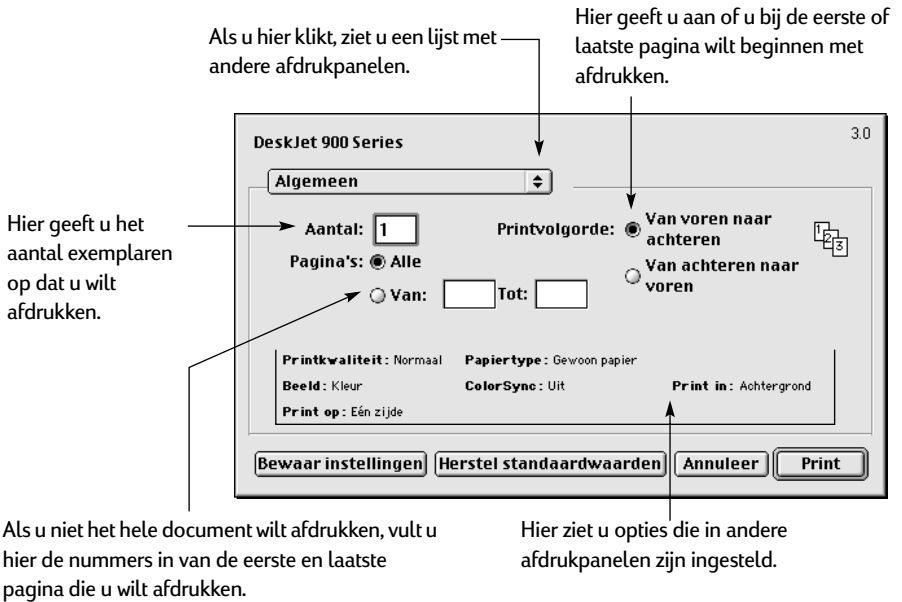 Hier geeft u aan of u bij de eerste of
laatste pagina wilt beginnen met
afdrukken.
Als u hier klikt, ziet u een lijst met
andere afdrukpanelen.
DeskJet 900 Series
3.0
Algemeen
Hier geeft u het
aantal exemplaren
op dat u wilt
afdrukken.
Aantal: 1
Printvolgorde:
Van voren naar
achteren
Van achteren naar
voren
1 2 3
Pagina's: Alle
Van: Tot:
Printkwaliteit: Normaal Papiertype: Gewoon papier
Beeld: Kleur ColorSync: Uit Print in: Achtergrond
Print op: Eén zijde
Bewaar instellingen Herstel standaardwaarden Annuleer Print
Als u niet het hele document wilt afdrukken, vult u
hier de nummers in van de eerste en laatste
pagina die u wilt afdrukken.
Hier ziet u opties die in andere
afdrukpanelen zijn ingesteld.